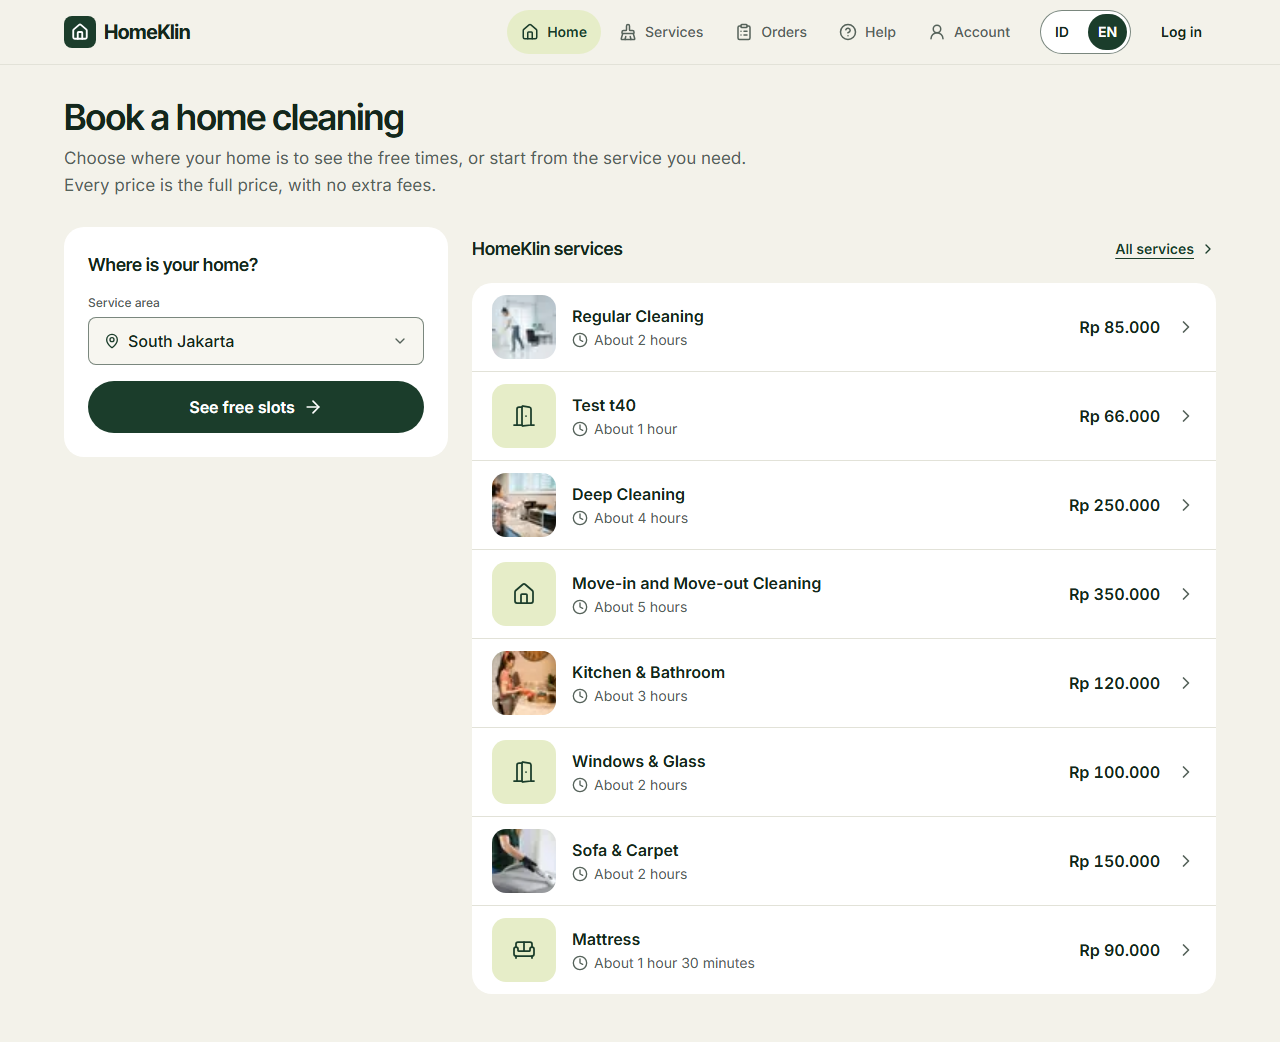 HomeKlin
Home
Services
Orders
Help
Account
ID
EN
Log in
Book a home cleaning
Choose where your home is to see the free times, or start from the service you need.
Every price is the full price, with no extra fees.
Where is your home?
Service area
South Jakarta
See free slots
HomeKlin services
All services
Regular Cleaning
About 2 hours
Rp 85.000
Test t40
About 1 hour
Rp 66.000
Deep Cleaning
About 4 hours
Rp 250.000
Move-in and Move-out Cleaning
About 5 hours
Rp 350.000
Kitchen & Bathroom
About 3 hours
Rp 120.000
Windows & Glass
About 2 hours
Rp 100.000
Sofa & Carpet
About 2 hours
Rp 150.000
Mattress
About 1 hour 30 minutes
Rp 90.000